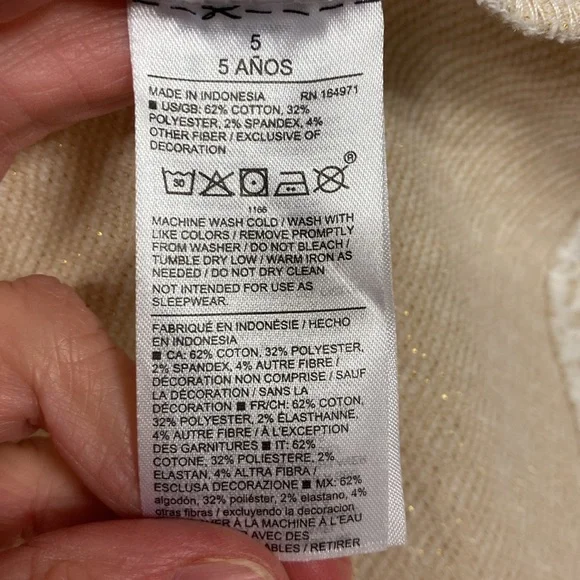 5
5 AÑOS
MADE IN INDONESIA RN 164971
■ US/GB: 62% COTTON, 32%
POLYESTER, 2% SPANDEX, 4%
OTHER FIBER / EXCLUSIVE OF
DECORATION
30
®
1166
MACHINE WASH COLD / WASH WITH
LIKE COLORS / REMOVE PROMPTLY
FROM WASHER / DO NOT BLEACH /
TUMBLE DRY LOW / WARM IRON AS
NEEDED / DO NOT DRY CLEAN
NOT INTENDED FOR USE AS
SLEEPWEAR.
FABRIQUÉ EN INDONÉSIE / HECHO
EN INDONESIA
■ CA: 62% COTON, 32% POLYESTER,
2% SPANDEX, 4% AUTRE FIBRE /
DÉCORATION NON COMPRISE / SAUF
LA DÉCORATION / SANS LA
DÉCORATION ■ FR/CH: 62% COTON,
32% POLYESTER, 2% ÉLASTHANNE,
4% AUTRE FIBRE / À L'EXCEPTION
DES GARNITURES ■ IT: 62%
COTONE, 32% POLIESTERE, 2%
ELASTAN, 4% ALTRA FIBRA /
ESCLUSA DECORAZIONE ■ MX: 62%
algodón, 32% poliéster, 2% elastano, 4%
otras fibras / excluyendo la decoracion
À LA MACHINE À L'EAU
AVEC DES
RETIRER